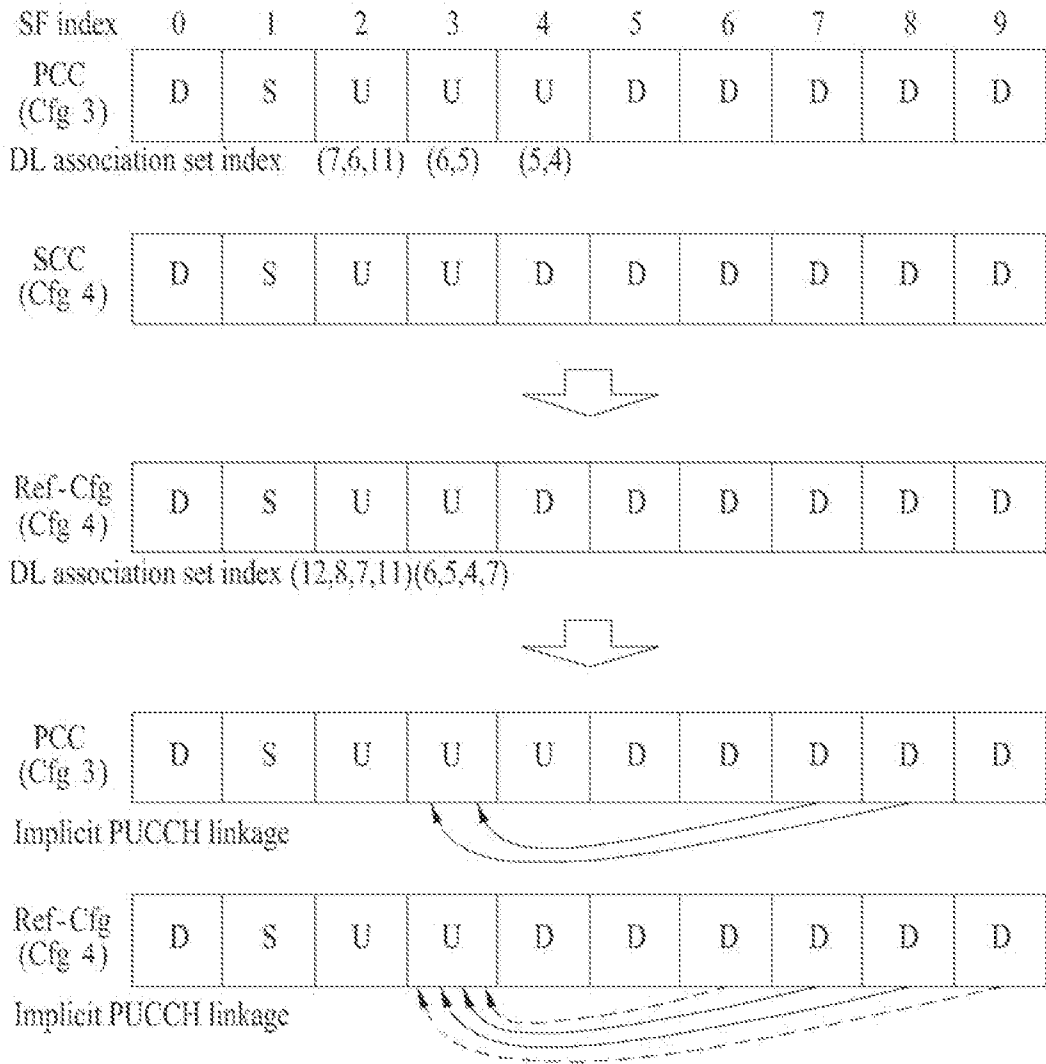 SF index 0 1 2 3 4 5 6 7 8 9
PCC
(Cfg 3)
D S U U U D D D D D
DL association set index (7,6,11) (6,5) (5,4)
SCC
(Cfg 4)
D S U U D D D D D D
Ref-Cfg
(Cfg 4)
D S U U D D D D D D
DL association set index (12,8,7,11)(6,5,4,7)
PCC
(Cfg 3)
D S U U U D D D D D
Implicit PUCCH linkage
Ref-Cfg
(Cfg 4)
D S U U D D D D D D
Implicit PUCCH linkage